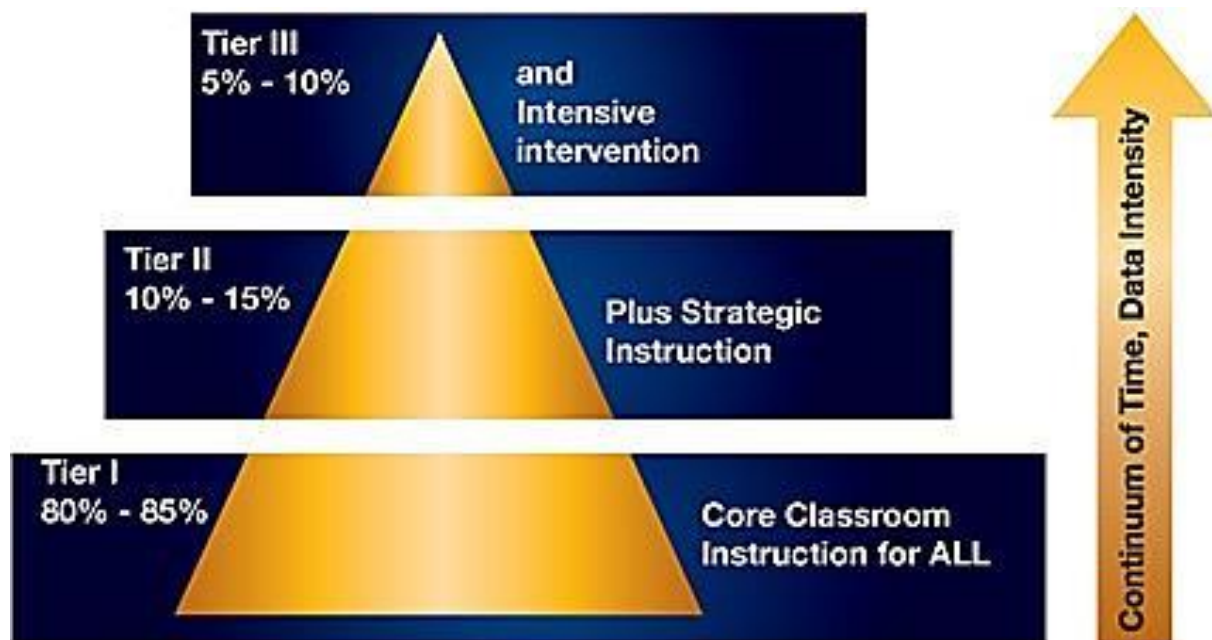 Tier III
5% - 10%
and
Intensive
intervention
Tier II
10% - 15%
Plus Strategic
Instruction
Tier I
80% - 85%
Core Classroom
Instruction for ALL
Continuum of Time, Data Intensity